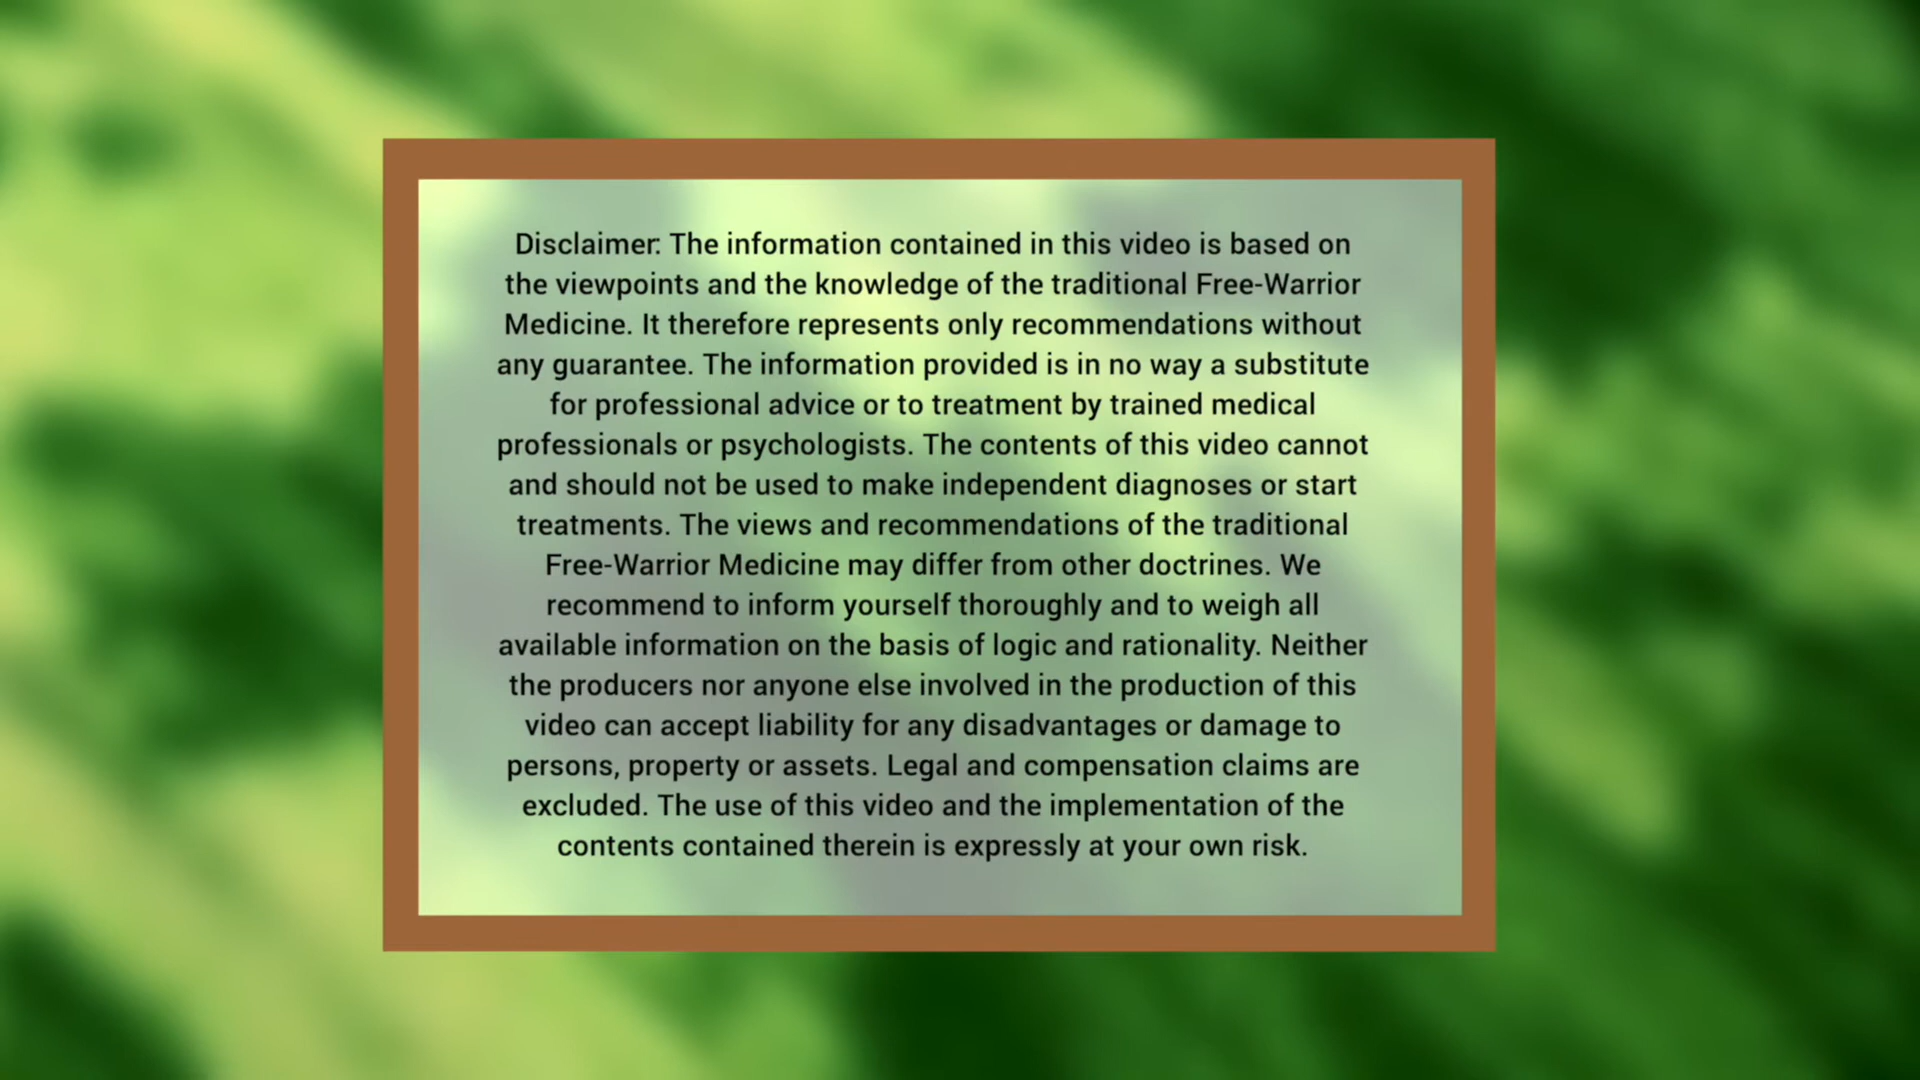 Disclaimer: The information contained in this video is based on
the viewpoints and the knowledge of the traditional Free-Warrior
Medicine. It therefore represents only recommendations without
any guarantee. The information provided is in no way a substitute
for professional advice or to treatment by trained medical
professionals or psychologists. The contents of this video cannot
and should not be used to make independent diagnoses or start
treatments. The views and recommendations of the traditional
Free-Warrior Medicine may differ from other doctrines. We
recommend to inform yourself thoroughly and to weigh all
available information on the basis of logic and rationality. Neither
the producers nor anyone else involved in the production of this
video can accept liability for any disadvantages or damage to
persons, property or assets. Legal and compensation claims are
excluded. The use of this video and the implementation of the
contents contained therein is expressly at your own risk.